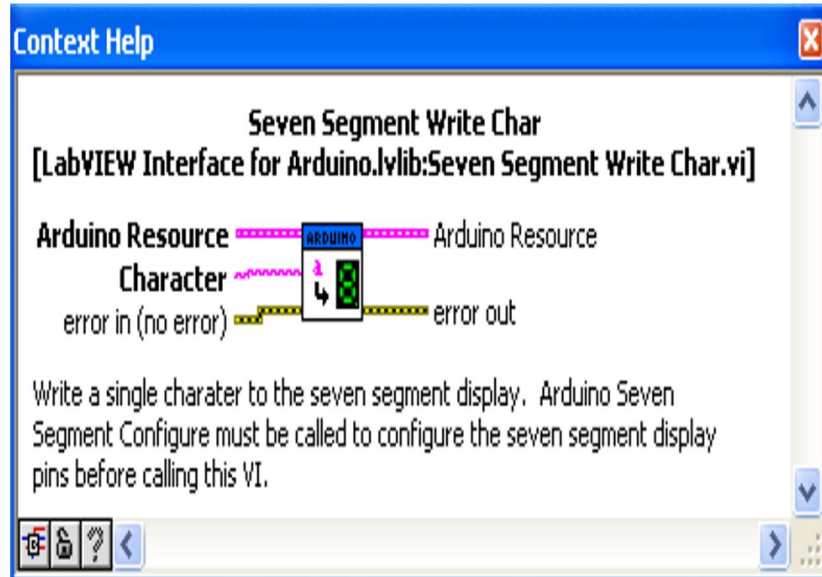 Context Help
Seven Segment Write Char
[LabVIEW Interface for Arduino.lvlib:Seven Segment Write Char.vi]
Arduino Resource ARDUINO Arduino Resource
Character a 8
error in (no error) error out
Write a single charater to the seven segment display. Arduino Seven
Segment Configure must be called to configure the seven segment display
pins before calling this VI.
?